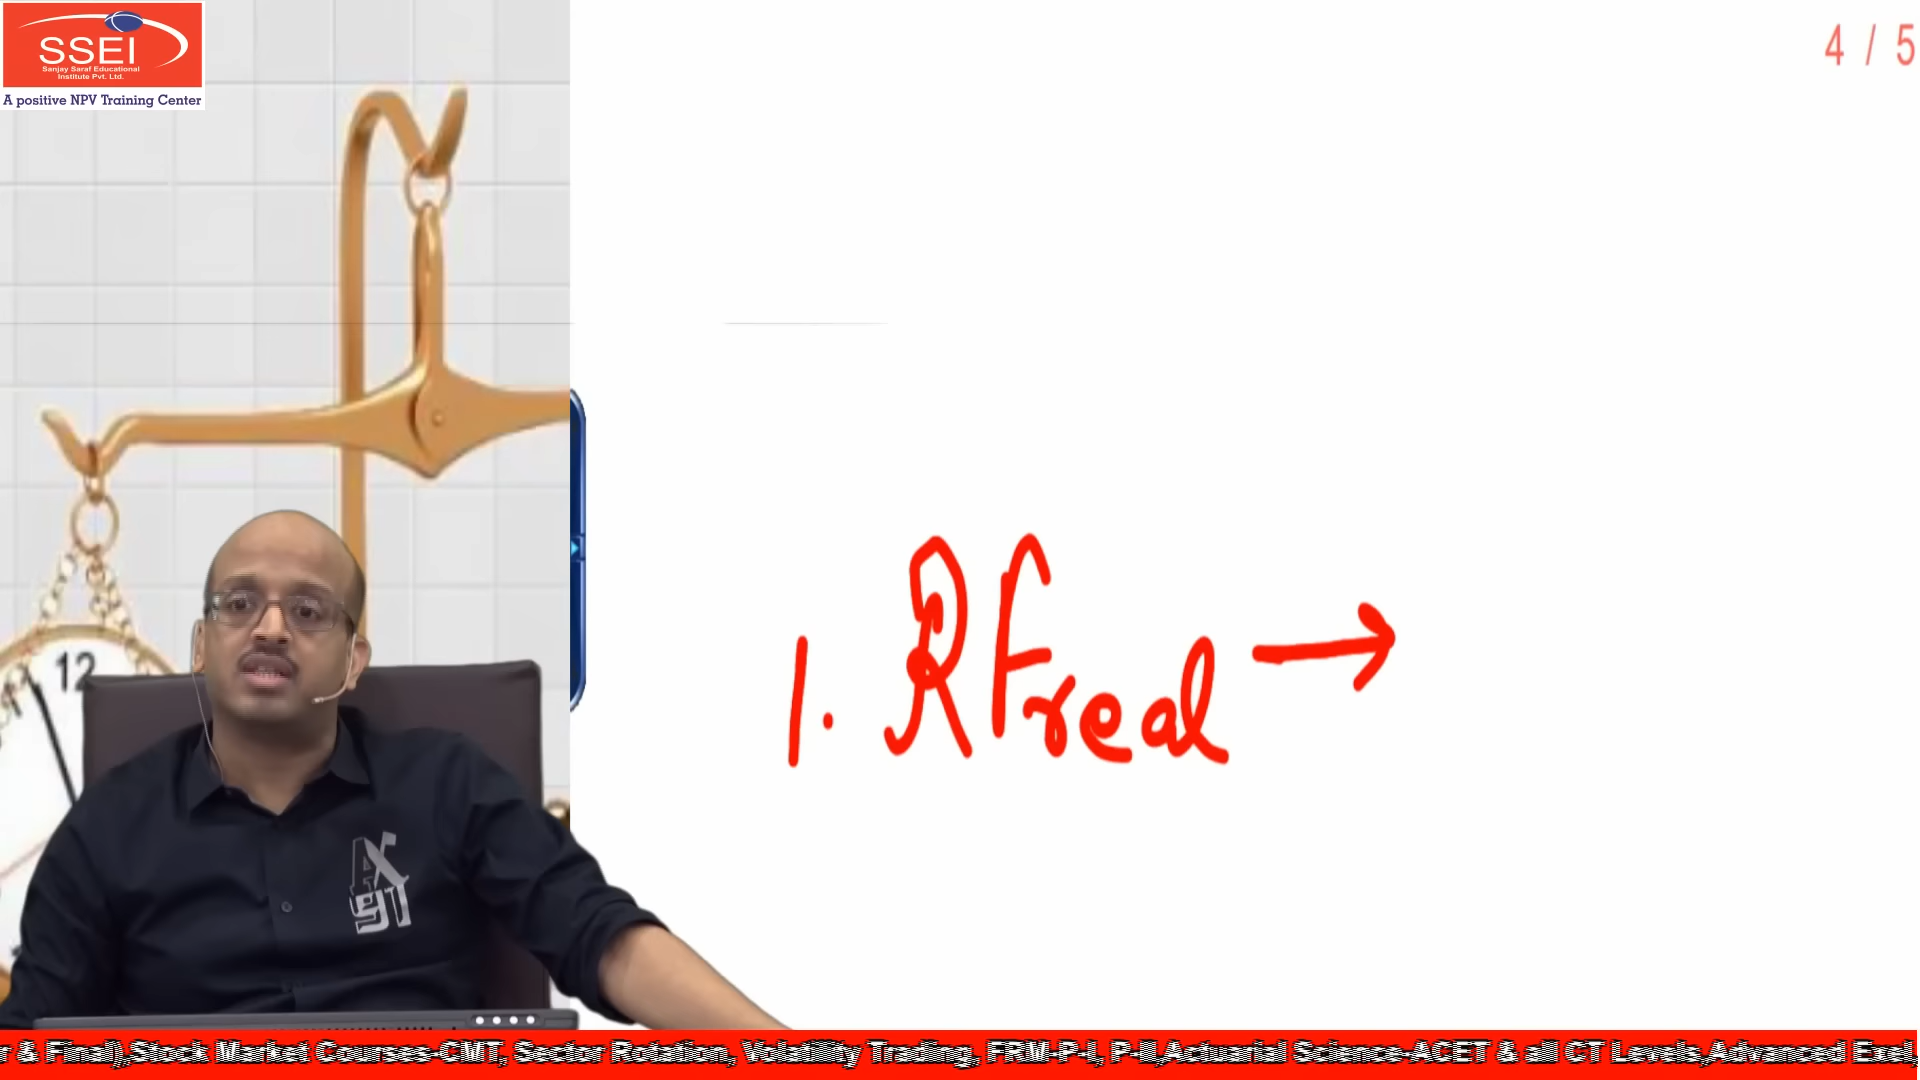 SSEI
Sanjay Saraf Educational
Institute Pvt. Ltd.
A positive NPV Training Center
4 / 5
12
1. RFreal →
r & Final),Stock Market Courses-CMT, Sector Rotation, Volatility Trading, FRM-P-I, P-II,Actuarial Science-ACET & all CT Levels,Advanced Exel,